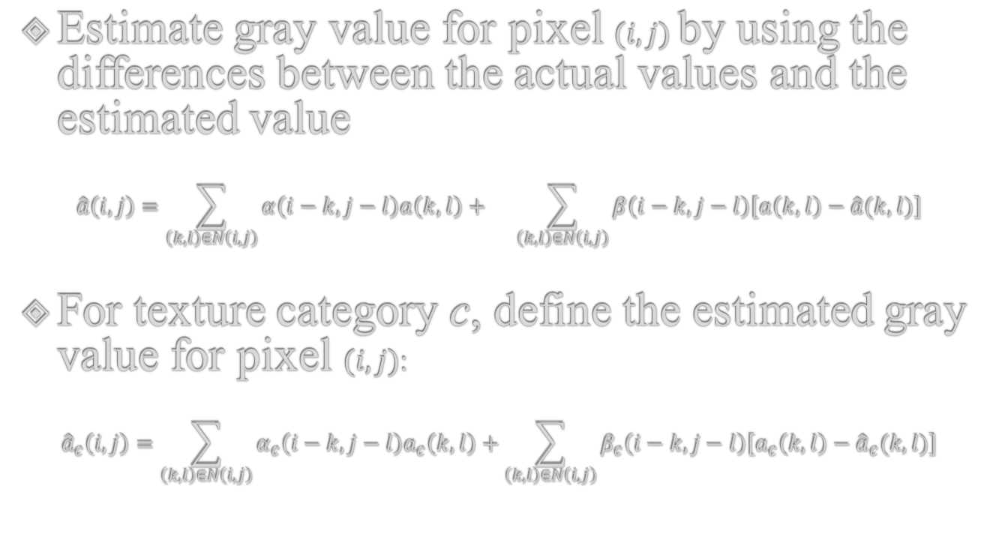 Estimate gray value for pixel (i, j) by using the
differences between the actual values and the
estimated value
â(i, j) = ∑ α(i − k, j − l)a(k, l) + ∑ β(i − k, j − l)[a(k, l) − â(k, l)]
(k,l)∈N(i,j) (k,l)∈N(i,j)
For texture category c, define the estimated gray
value for pixel (i, j):
â_c(i, j) = ∑ α_c(i − k, j − l)a_c(k, l) + ∑ β_c(i − k, j − l)[a_c(k, l) − â_c(k, l)]
(k,l)∈N(i,j) (k,l)∈N(i,j)